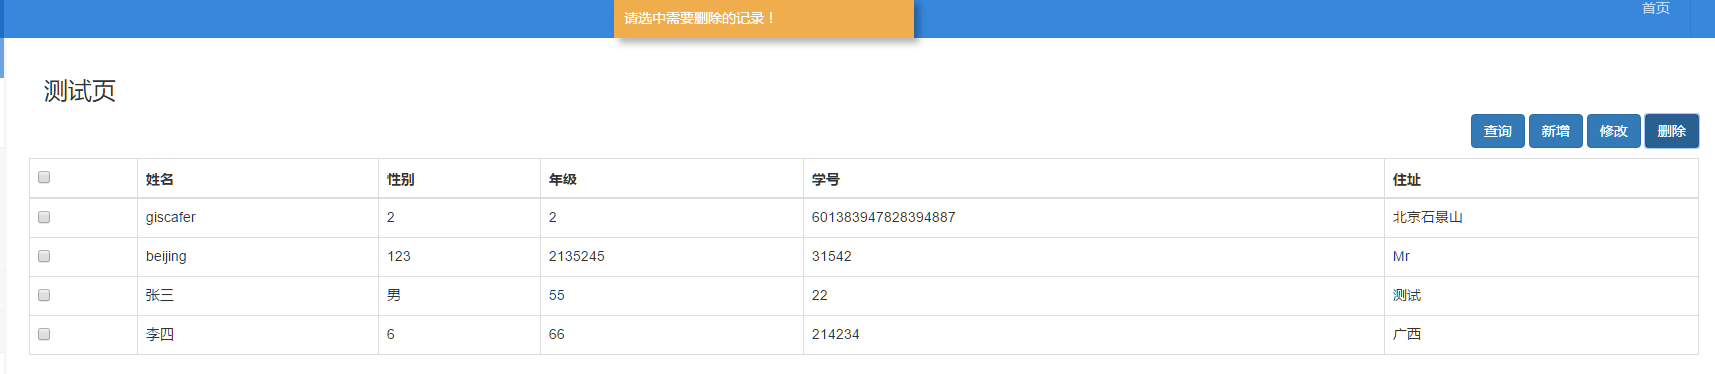 请选中需要删除的记录！
首页
测试页
查询 新增 修改 删除
姓名 性别 年级 学号 住址
giscafer 2 2 601383947828394887 北京石景山
beijing 123 2135245 31542 Mr
张三 男 55 22 测试
李四 6 66 214234 广西